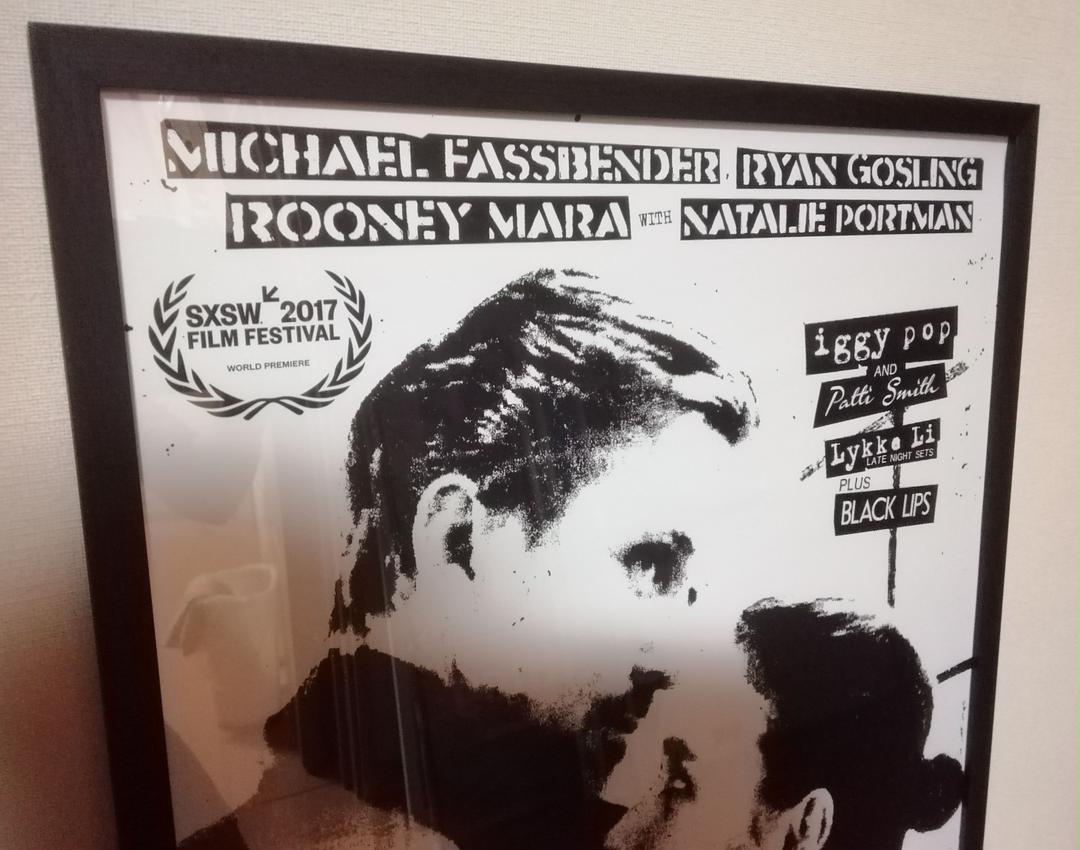 MICHAEL FASSBENDER, RYAN GOSLING
ROONEY MARA WITH NATALIE PORTMAN
SXSW 2017
FILM FESTIVAL
WORLD PREMIERE
iggy pop
AND
Patti Smith
Lykke Li
LATE NIGHT SETS
PLUS
BLACK LIPS